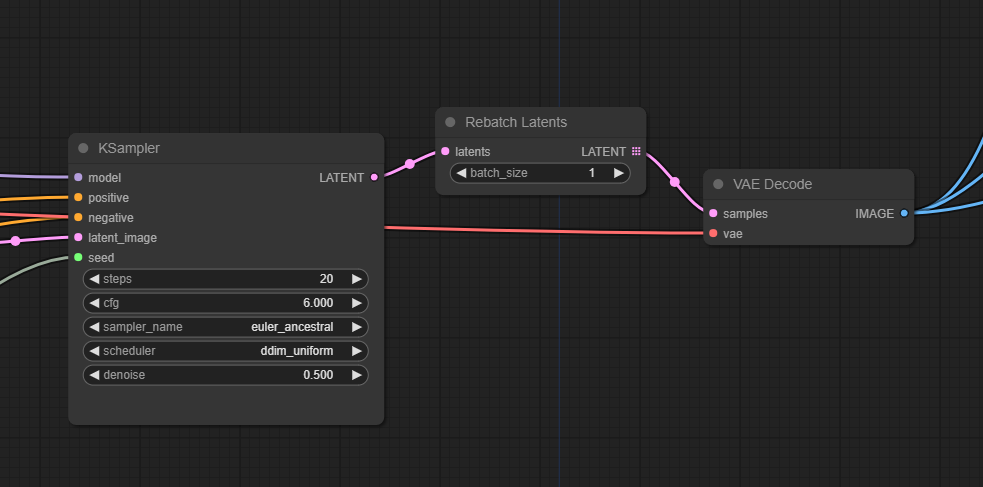 KSampler
model
LATENT
positive
negative
latent_image
seed
steps 20
cfg 6.000
sampler_name euler_ancestral
scheduler ddim_uniform
denoise 0.500
Rebatch Latents
latents LATENT
batch_size 1
VAE Decode
samples IMAGE
vae